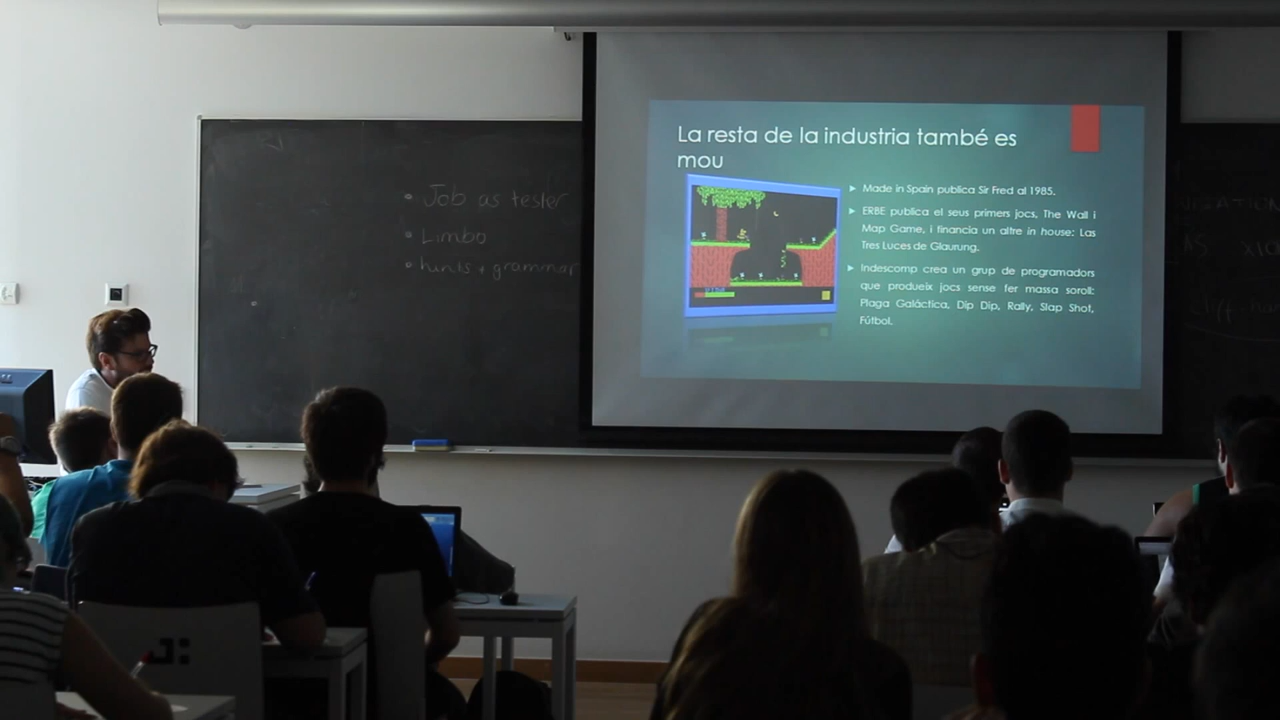 La resta de la industria també es
mou
Made in Spain publica Sir Fred al 1985.
ERBE publica el seus primers jocs, The Wall i
Map Game, i financia un altre in house: Las
Tres Luces de Glaurung.
Indescomp crea un grup de programadors
que produeix jocs sense fer massa soroll:
Plaga Galáctica, Dip Dip, Rally, Slap Shot,
Fútbol.
Job as tester
Limbo
hints + grammar